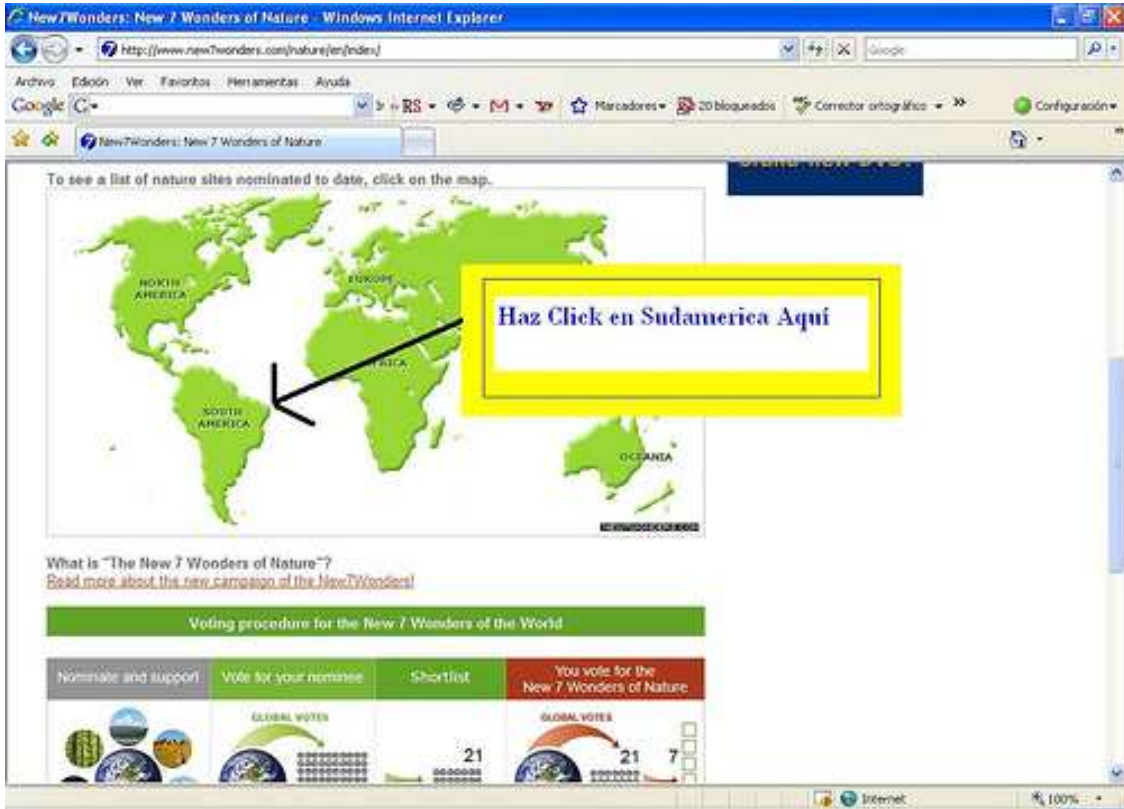 New7Wonders: New 7 Wonders of Nature - Windows Internet Explorer
http://www.new7wonders.com/nature/en/index/
Google
Archivo Edición Ver Favoritos Herramientas Ayuda
Google G RS Marcadores 20 bloqueados Corrector ortográfico Configuración
New7Wonders: New 7 Wonders of Nature
To see a list of nature sites nominated to date, click on the map.
NORTH
AMERICA
EUROPE
Haz Click en Sudamerica Aquí
SOUTH
AMERICA
OCEANIA
What is "The New 7 Wonders of Nature"?
Read more about the new campaign of the New7Wonders!
Voting procedure for the New 7 Wonders of the World
Nominate and support
Vote for your nominee
Shortlist
You vote for the
New 7 Wonders of Nature
GLOBAL VOTES
21
GLOBAL VOTES
21
7
Internet
100%